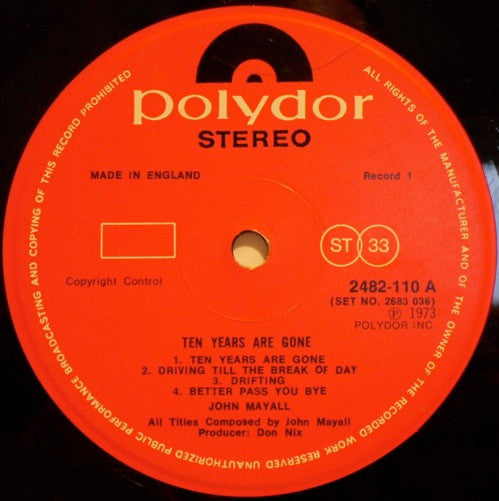 polydor
STEREO
MADE IN ENGLAND
Record 1
ST 33
Copyright Control
2482-110 A
(SET NO. 2683 036)
℗ 1973
POLYDOR INC.
TEN YEARS ARE GONE
1. TEN YEARS ARE GONE
2. DRIVING TILL THE BREAK OF DAY
3. DRIFTING
4. BETTER PASS YOU BYE
JOHN MAYALL
All Titles Composed by John Mayall
Producer: Don Nix
ALL RIGHTS OF THE MANUFACTURER AND OF THE OWNER OF THE RECORDED WORK RESERVED UNAUTHORIZED PUBLIC PERFORMANCE BROADCASTING AND COPYING OF THIS RECORD PROHIBITED